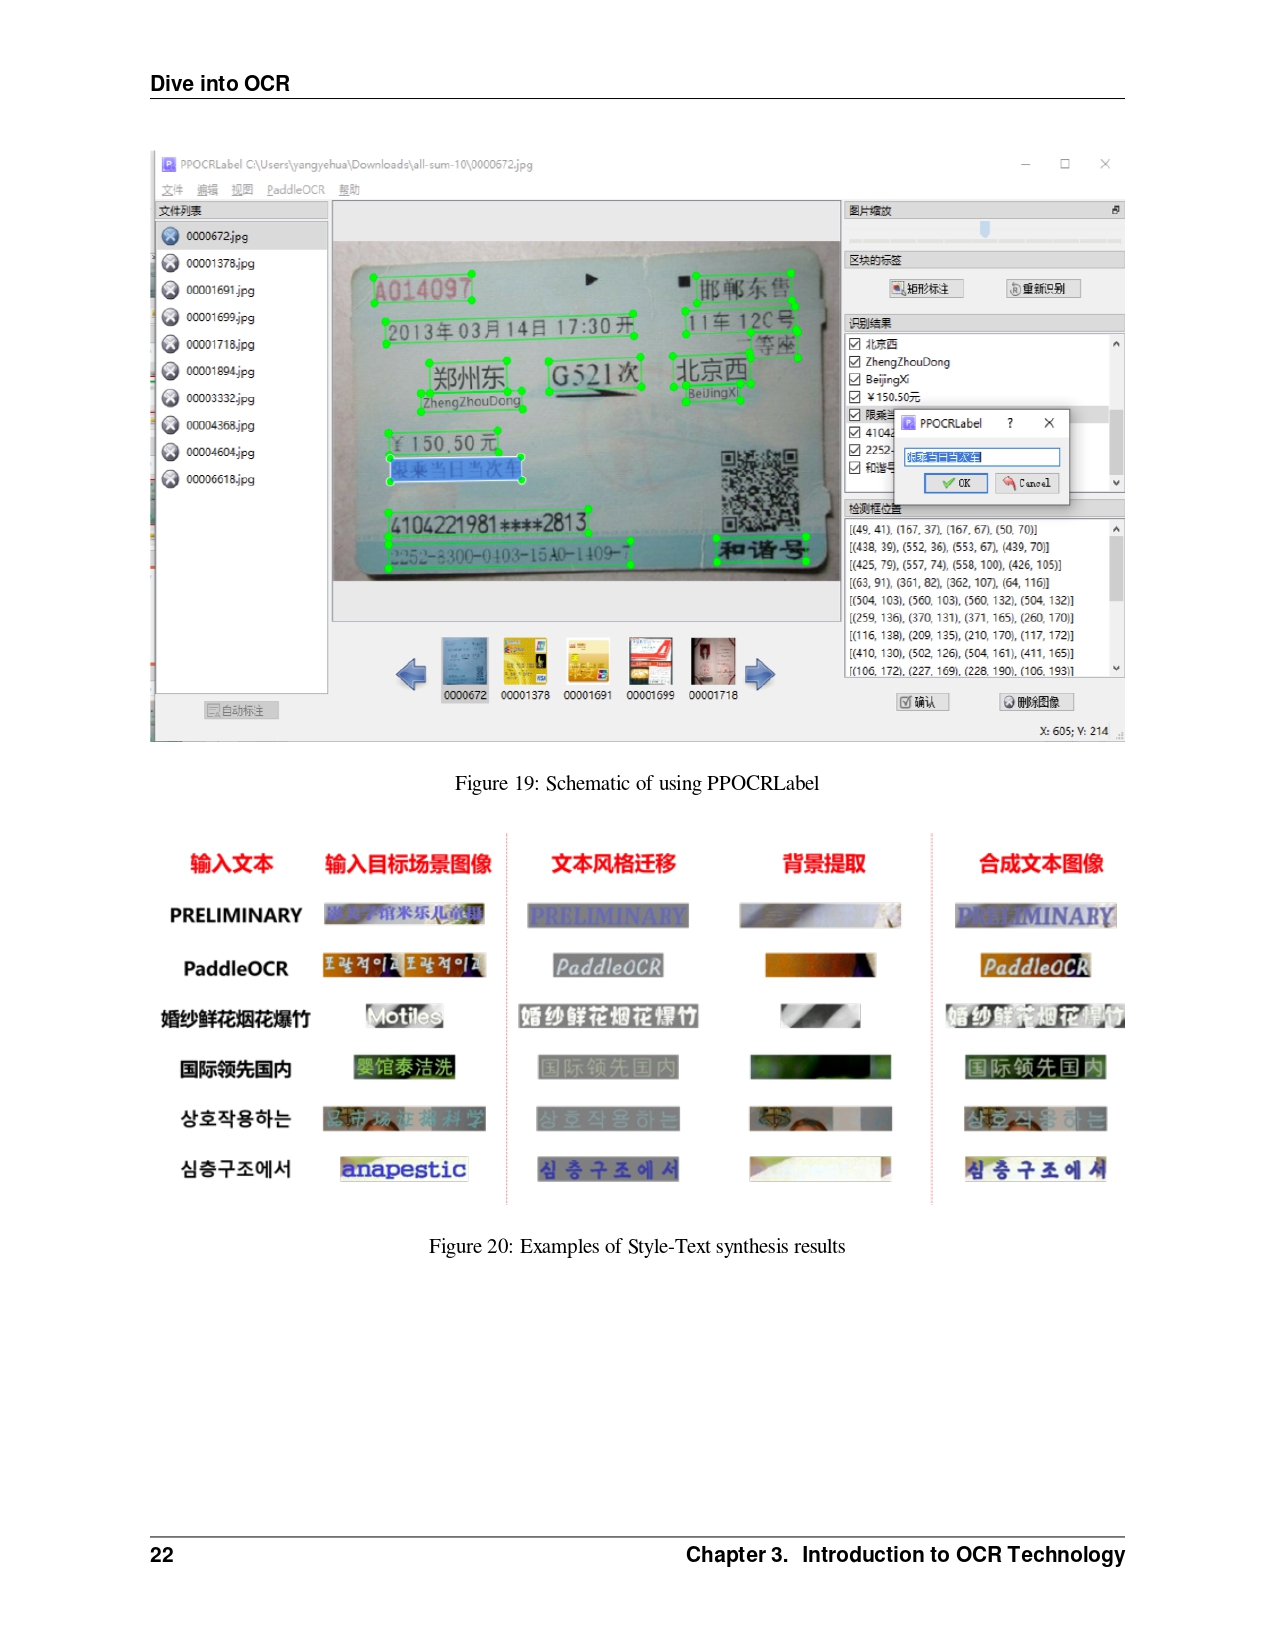 Dive into OCR
PPOCRLabel C:\Users\yangyehua\Downloads\all-sum-10\0000672.jpg
文件 编辑 视图 PaddleOCR 帮助
文件列表
0000672.jpg
00001378.jpg
00001691.jpg
00001699.jpg
00001718.jpg
00001894.jpg
00003332.jpg
00004368.jpg
00004604.jpg
00006618.jpg
自动标注
A014097
邯郸东售
2013年03月14日 17:30开
11车 12C号
二等座
郑州东
G521次
北京西
ZhengZhouDong
BeiJingXi
¥150.50元
限乘当日当次车
4104221981****2813
2252-8300-0403-15A0-1409-7
和谐号
0000672 00001378 00001691 00001699 00001718
图片缩放
区块的标签
矩形标注 重新识别
识别结果
北京西
ZhengZhouDong
BeijingXi
¥150.50元
限乘当
41042
2252-
和谐号
PPOCRLabel ?
限乘当日当次车
OK Cancel
检测框位置
[(49, 41), (167, 37), (167, 67), (50, 70)]
[(438, 39), (552, 36), (553, 67), (439, 70)]
[(425, 79), (557, 74), (558, 100), (426, 105)]
[(63, 91), (361, 82), (362, 107), (64, 116)]
[(504, 103), (560, 103), (560, 132), (504, 132)]
[(259, 136), (370, 131), (371, 165), (260, 170)]
[(116, 138), (209, 135), (210, 170), (117, 172)]
[(410, 130), (502, 126), (504, 161), (411, 165)]
[(106, 172), (227, 169), (228, 190), (106, 193)]
确认 删除图像
X: 605; Y: 214
Figure 19: Schematic of using PPOCRLabel
输入文本 输入目标场景图像 文本风格迁移 背景提取 合成文本图像
PRELIMINARY PRELIMINARY PRELIMINARY
PaddleOCR 포괄적이고 포괄적이고 PaddleOCR PaddleOCR
婚纱鲜花烟花爆竹 Motiles 婚纱鲜花烟花爆竹 婚纱鲜花烟花爆竹
国际领先国内 婴馆泰洁洗 国际领先国内 国际领先国内
상호작용하는 品市场证据科学 상호작용하는 상호작용하는
심층구조에서 anapestic 심층구조에서 심층구조에서
Figure 20: Examples of Style-Text synthesis results
22 Chapter 3. Introduction to OCR Technology